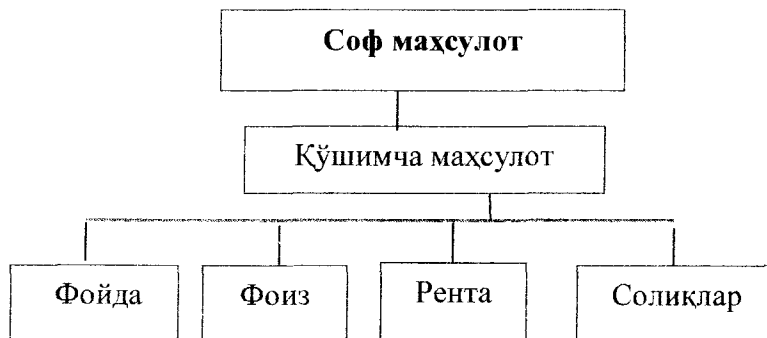 Соф маҳсулот
Қўшимча маҳсулот
Фойда
Фоиз
Рента
Солиқлар